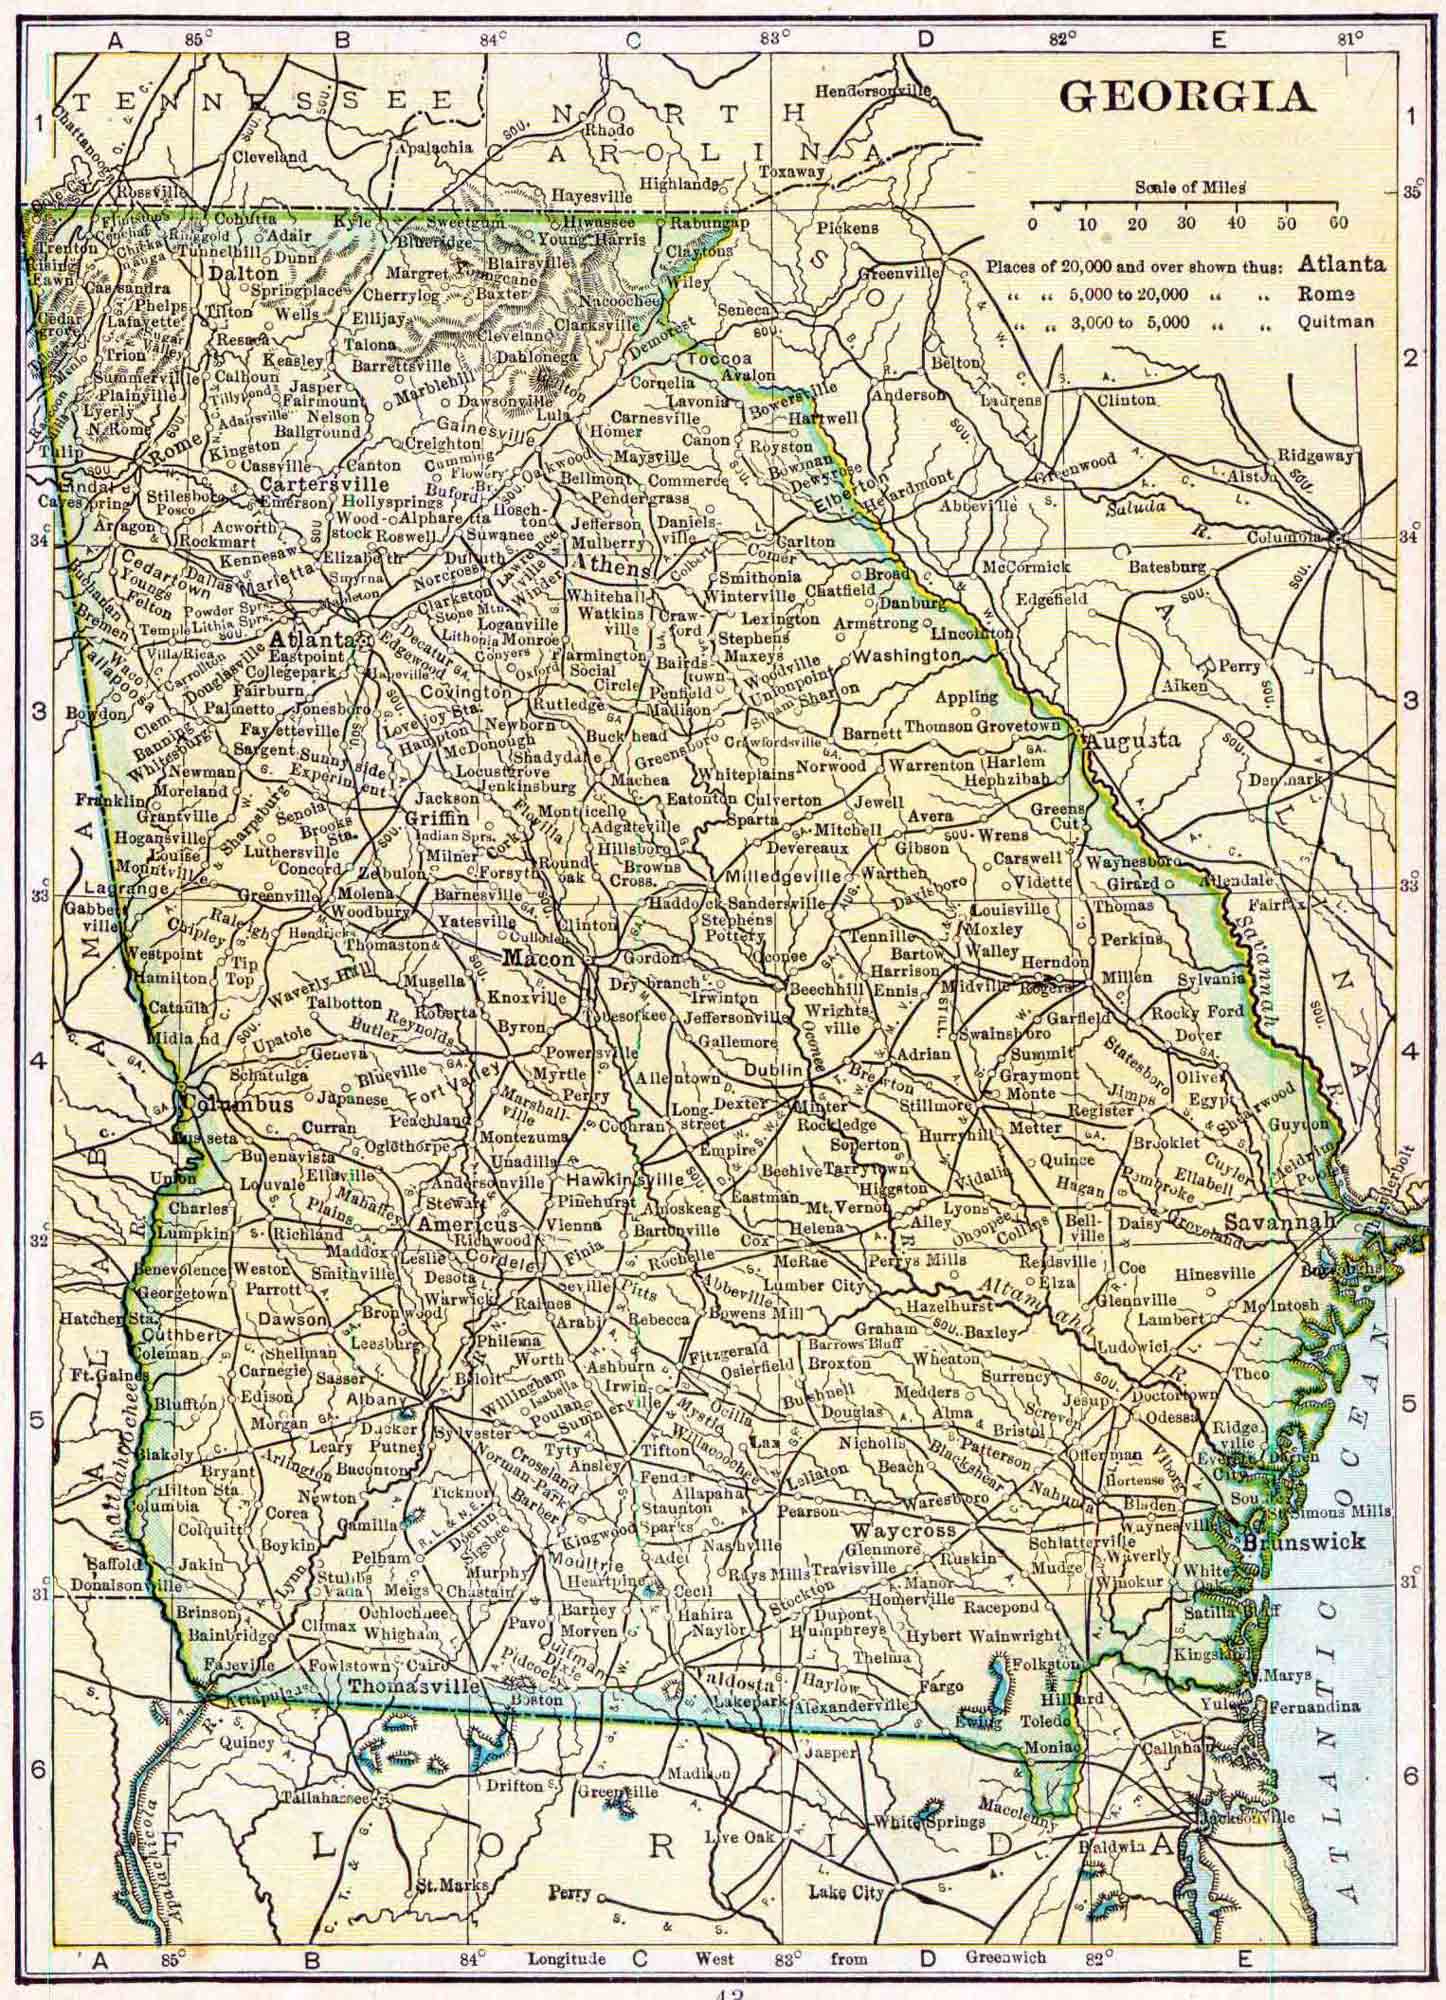 A 85° B 84° C 83° D 82° E 81°
GEORGIA
TENNESSEE
NORTH CAROLINA
Hendersonville
Rhodo
Apalachia
Cleveland
Chattanooga
Highlands
Toxaway
Hayesville
Rossville
Scale of Miles
0 5 10 20 30 40 50 60
Places of 20,000 and over shown thus: Atlanta
" " 5,000 to 20,000 " " Rome
" " 3,000 to 5,000 " " Quitman
Cohutta Kyle Sweetgum Hiwassee Rabungap Pickens
Ringgold Adair Blueridge Young Harris
Trenton Tunnelhill Dunn Blairsville Claytons
Dalton Margret Greenville
Cassandra Springplace Cherrylog Baxter Wiley
Phelps Tilton Wells Ellijay Nacoochee Seneca
Lafayette Resaca Talona Clarksville Demorest
Trion Keasley Barrettsville Cleveland Dahlonega Toccoa Belton
Summerville Calhoun Jasper Marblehill Cornelia Avalon
Plainville Tillypond Fairmount Dawsonville Lavonia Bowersville Anderson Laurens Clinton
Lyerly Adairsville Nelson Lula Carnesville Hartwell
N. Rome Ballground Gainesville Homer Canon Royston
Rome Kingston Creighton Maysville Bowman Ridgeway
Tulip Cassville Canton Cumming Oakwood Dewyrose Greenwood
Cartersville Flowery Br. Bellmont Commerce Elberton Heardmont Alston
Cavespring Stilesboro Emerson Hollysprings Buford Pendergrass Abbeville Saluda R.
Posco Woodstock Alpharetta Hoschton Jefferson Danielsville
Aragon Acworth Roswell Suwanee Mulberry Carlton Columbia
Rockmart Kennesaw Elizabeth Duluth Athens Colbert Comer McCormick Batesburg
Cedartown Dallas Marietta Smyrna Norcross Lawrenceville Smithonia Broad
Buchanan Youngs Mableton Clarkston Winder Whitehall Winterville Chatfield Edgefield
Felton Powder Sprs. Stone Mtn. Watkinsville Crawford Lexington Danburg
Bremen Temple Lithia Sprs. Loganville Armstrong Lincolnton
Atlanta Edgewood Decatur Lithonia Monroe Stephens
Tallapoosa Waco Villa Rica Eastpoint Conyers Farmington Maxeys Woodville Washington Perry
Carrollton Douglasville Collegepark Hapeville Oxford Social Circle Bairdstown Unionpoint
Fairburn Covington Penfield Siloam Sharon Appling Aiken
Bowdon Clem Palmetto Jonesboro Rutledge Madison
Banning Fayetteville Lovejoy Sta. Newborn Buckhead Barnett Thomson Grovetown
Whitesburg Sargent Sunnyside Hampton McDonough Shadydale Greensboro Crawfordville Augusta
Newman Experiment Locustgrove Machea Whiteplains Norwood Warrenton Harlem Denmark
Moreland Jenkinsburg Hephzibah
Franklin Senoia Jackson Flovilla Monticello Eatonton Culverton Jewell
Grantville Sharpsburg Brooks Sta. Griffin Adgateville Sparta Mitchell Avera Greens Cut
Hogansville Luthersville Indian Sprs. Cork Hillsboro Devereaux Gibson Wrens
Louise Concord Zebulon Milner Forsyth Roundoak Browns Cross. Carswell Waynesboro
Mountville Barnesville Milledgeville Warthen Vidette Girard Allendale
Lagrange Greenville Molena Haddock Sandersville Davisboro Thomas Fairfax
Gabbettville Raleigh Woodbury Yatesville Clinton Stephens Pottery Louisville
Chipley Hendricks Thomaston Culloden Tennille Moxley Perkins
Westpoint Tip Top Macon Gordon Oconee Bartow Walley
Hamilton Waverly Hall Musella Dry branch Irwinton Harrison Herndon Millen Sylvania
Talbotton Knoxville Beechhill Ennis Midville Rogers
Cataula Butler Reynolds Roberta Tobesofkee Jeffersonville Wrightsville Garfield Rocky Ford
Midland Upatoie Byron Gallemore Swainsboro Dover
Geneva Powersville Adrian Summit Statesboro
Schatulga Blueville Fort Valley Myrtle Allentown Dublin Brewton Graymont Oliver
Columbus Japanese Marshallville Perry Dexter Minter Stillmore Monte Jimps Egypt
Peachland Longstreet Register Shearwood
Cusseta Curran Oglethorpe Montezuma Cochran Rockledge Hurryhill Metter Guyton
Buenavista Unadilla Empire Soperton Brooklet Meldrim
Union Louvale Ellaville Andersonville Hawkinsville Beehive Tarrytown Vidalia Quince Cuyler Pooler
Mahaffey Stewart Pinehurst Eastman Higgston Hagan Pembroke Ellabell
Charles Plains Americus Alnoskeag Mt. Vernon Lyons
Lumpkin Richland Richwood Vienna Bartonville Helena Ailey Ohoopee Collins Bellville Daisy Groveland Savannah
Maddox Leslie Cordele Finia Cox
Benevolence Weston Smithville Desota Rochelle McRae Perrys Mills Reidsville Coe Burroughs
Georgetown Parrott Warwick Seville Pitts Abbeville Lumber City Elza Hinesville
Hatcher Sta. Dawson Bronwood Raines Bowens Mill Altamaha Glennville McIntosh
Cuthbert Leesburg Philema Arabi Rebecca Hazelhurst Lambert
Coleman Shellman Worth Ashburn Fitzgerald Graham Baxley Ludowici
Ft. Gaines Carnegie Sasser Beloit Irwinville Osierfield Barrows Bluff Broxton Wheaton
Edison Albany Willingham Isabella Surrency Theo
Bluffton Morgan Poulan Sumner Ocilla Bushnell Douglas Medders Jesup Doctortown
Ducker Sylvester Mystic Alma Screven Odessa
Blakely Leary Putney Tyty Tifton Willacoochee Lax Nicholls Bristol Offerman Ridgeville
Bryant Arlington Baconton Norman Park Crossland Ansley Patterson Darien
Hilton Sta. Newton Ticknor Barber Fender Leliaton Beach Blackshear Hortense Everett City
Columbia Corea Allapaha Pearson Waresboro Nahunta Bladen
Colquitt Camilla Staunton Waycross Waynesville St. Simons Mills
Boykin Kingwood Sparks Glenmore Schlatterville Brunswick
Saffold Jakin Pelham Sigsbee Moultrie Adel Nashville Travisville Ruskin Waverly
Donalsonville Stubbs Murphy Heartpine Rays Mills Mudge White Oak
Lynn Vada Meigs Chastain Cecil Stockton Manor Winokur
Brinson Ochlochnee Barney Hahira Homerville Racepond Satilla Bluff
Bainbridge Climax Whigham Pavo Morven Naylor Dupont Humphreys Hybert Wainwright
Faceville Fowlstown Cairo Quitman Dixie Thelma Folkston Kingsland
Attapulgus Thomasville Pidcock Valdosta Haylow Fargo St. Marys
Boston Lakepark Alexanderville Hilliard Yulee Fernandina
Ewing Toledo
Quincy Jasper Moniac Callahan
Drifton Greenville Madison
Tallahassee Macclenny
White Springs Jacksonville
FLORIDA
Live Oak Baldwin
St. Marks Perry Lake City
ALABAMA
SOUTH CAROLINA
ATLANTIC OCEAN
Chattahoochee R.
Apalachicola
Savannah R.
Oconee
A 85° B 84° Longitude C West 83° from D Greenwich 82° E
1 2 3 4 5 6
35° 34° 33° 32° 31°
43